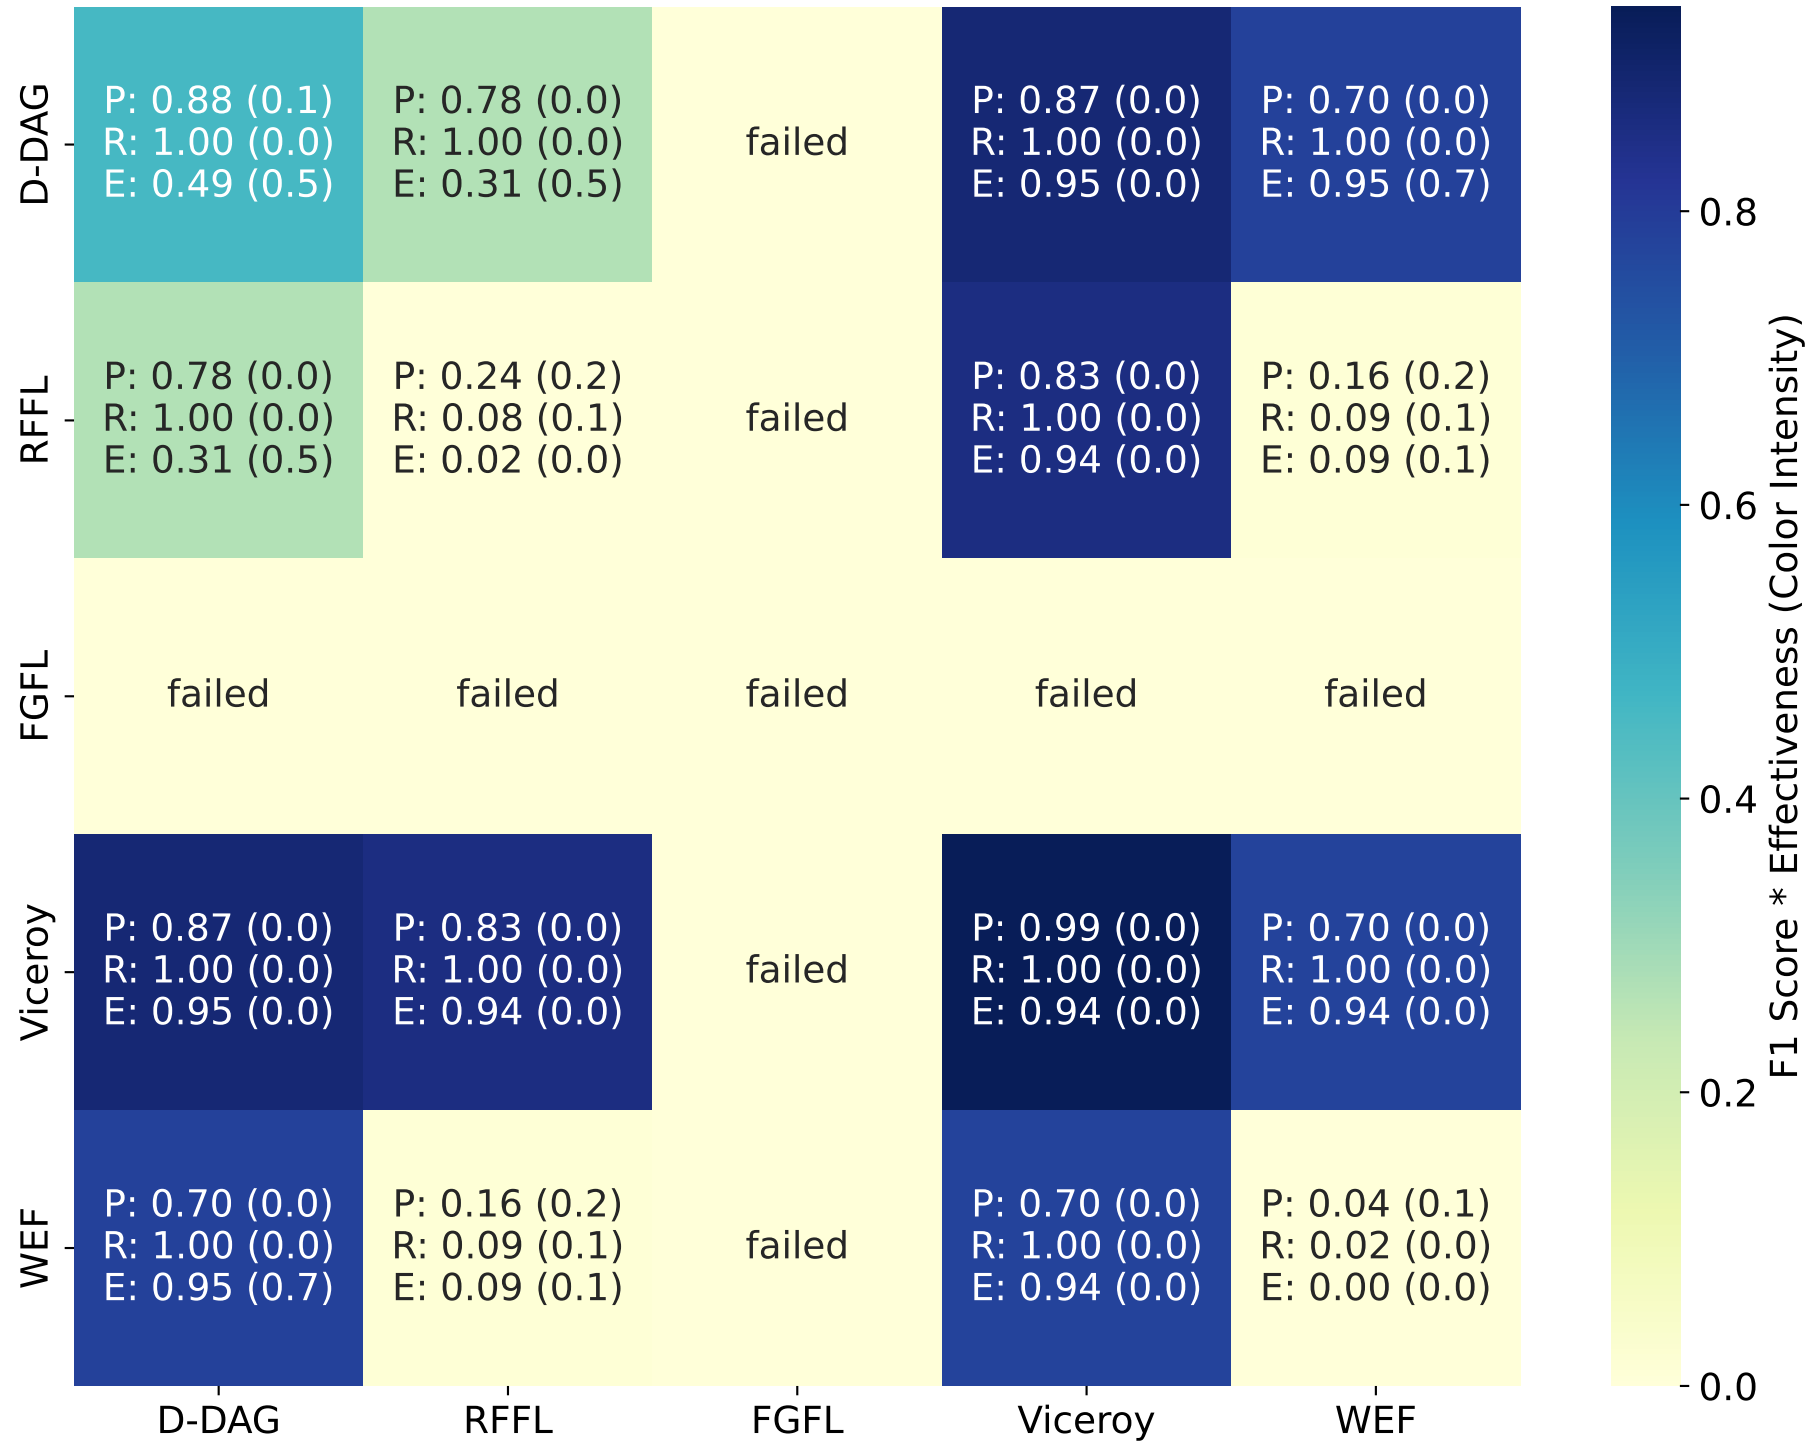 D-DAG
P: 0.88 (0.1)
R: 1.00 (0.0)
E: 0.49 (0.5)
P: 0.78 (0.0)
R: 1.00 (0.0)
E: 0.31 (0.5)
failed
P: 0.87 (0.0)
R: 1.00 (0.0)
E: 0.95 (0.0)
P: 0.70 (0.0)
R: 1.00 (0.0)
E: 0.95 (0.7)
RFFL
P: 0.78 (0.0)
R: 1.00 (0.0)
E: 0.31 (0.5)
P: 0.24 (0.2)
R: 0.08 (0.1)
E: 0.02 (0.0)
failed
P: 0.83 (0.0)
R: 1.00 (0.0)
E: 0.94 (0.0)
P: 0.16 (0.2)
R: 0.09 (0.1)
E: 0.09 (0.1)
FGFL
failed
failed
failed
failed
failed
Viceroy
P: 0.87 (0.0)
R: 1.00 (0.0)
E: 0.95 (0.0)
P: 0.83 (0.0)
R: 1.00 (0.0)
E: 0.94 (0.0)
failed
P: 0.99 (0.0)
R: 1.00 (0.0)
E: 0.94 (0.0)
P: 0.70 (0.0)
R: 1.00 (0.0)
E: 0.94 (0.0)
WEF
P: 0.70 (0.0)
R: 1.00 (0.0)
E: 0.95 (0.7)
P: 0.16 (0.2)
R: 0.09 (0.1)
E: 0.09 (0.1)
failed
P: 0.70 (0.0)
R: 1.00 (0.0)
E: 0.94 (0.0)
P: 0.04 (0.1)
R: 0.02 (0.0)
E: 0.00 (0.0)
D-DAG
RFFL
FGFL
Viceroy
WEF
0.8
0.6
0.4
0.2
0.0
F1 Score * Effectiveness (Color Intensity)